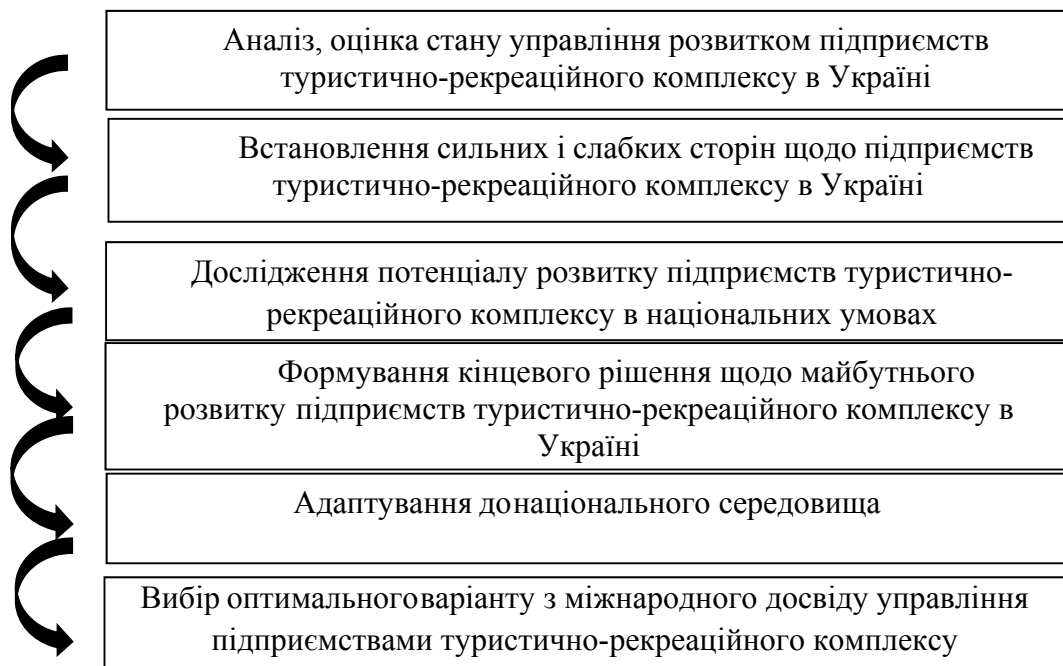 Аналіз, оцінка стану управління розвитком підприємств
туристично-рекреаційного комплексу в Україні
Встановлення сильних і слабких сторін щодо підприємств
туристично-рекреаційного комплексу в Україні
Дослідження потенціалу розвитку підприємств туристично-
рекреаційного комплексу в національних умовах
Формування кінцевого рішення щодо майбутнього
розвитку підприємств туристично-рекреаційного комплексу в
Україні
Адаптування донаціонального середовища
Вибір оптимальноговаріанту з міжнародного досвіду управління
підприємствами туристично-рекреаційного комплексу